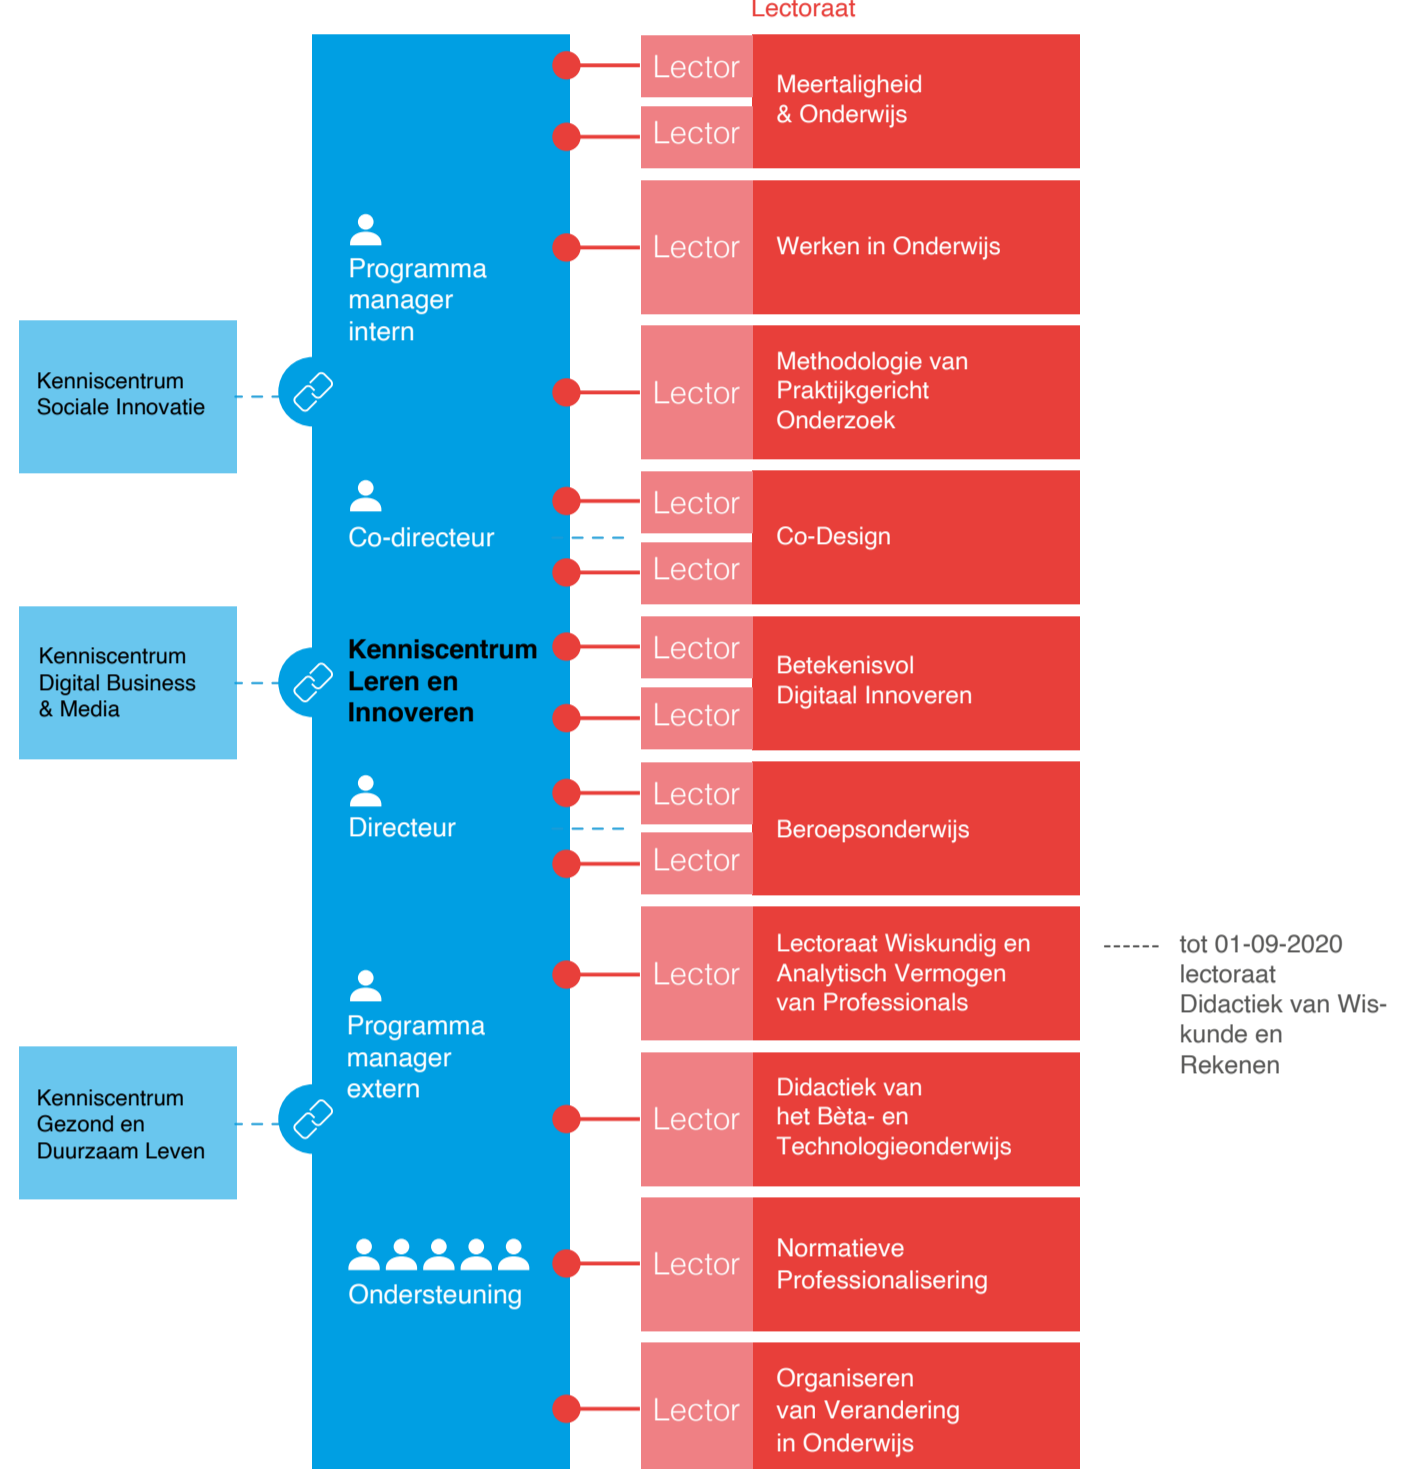 Lectoraat
Lector
Lector
Meertaligheid
& Onderwijs
Lector
Werken in Onderwijs
Programma
manager
intern
Kenniscentrum
Sociale Innovatie
Lector
Methodologie van
Praktijkgericht
Onderzoek
Co-directeur
Lector
Lector
Co-Design
Kenniscentrum
Digital Business
& Media
Kenniscentrum
Leren en
Innoveren
Lector
Lector
Betekenisvol
Digitaal Innoveren
Directeur
Lector
Lector
Beroepsonderwijs
Programma
manager
extern
Lector
Lectoraat Wiskundig en
Analytisch Vermogen
van Professionals
tot 01-09-2020
lectoraat
Didactiek van Wis-
kunde en
Rekenen
Kenniscentrum
Gezond en
Duurzaam Leven
Lector
Didactiek van
het Bèta- en
Technologieonderwijs
Ondersteuning
Lector
Normatieve
Professionalisering
Lector
Organiseren
van Verandering
in Onderwijs